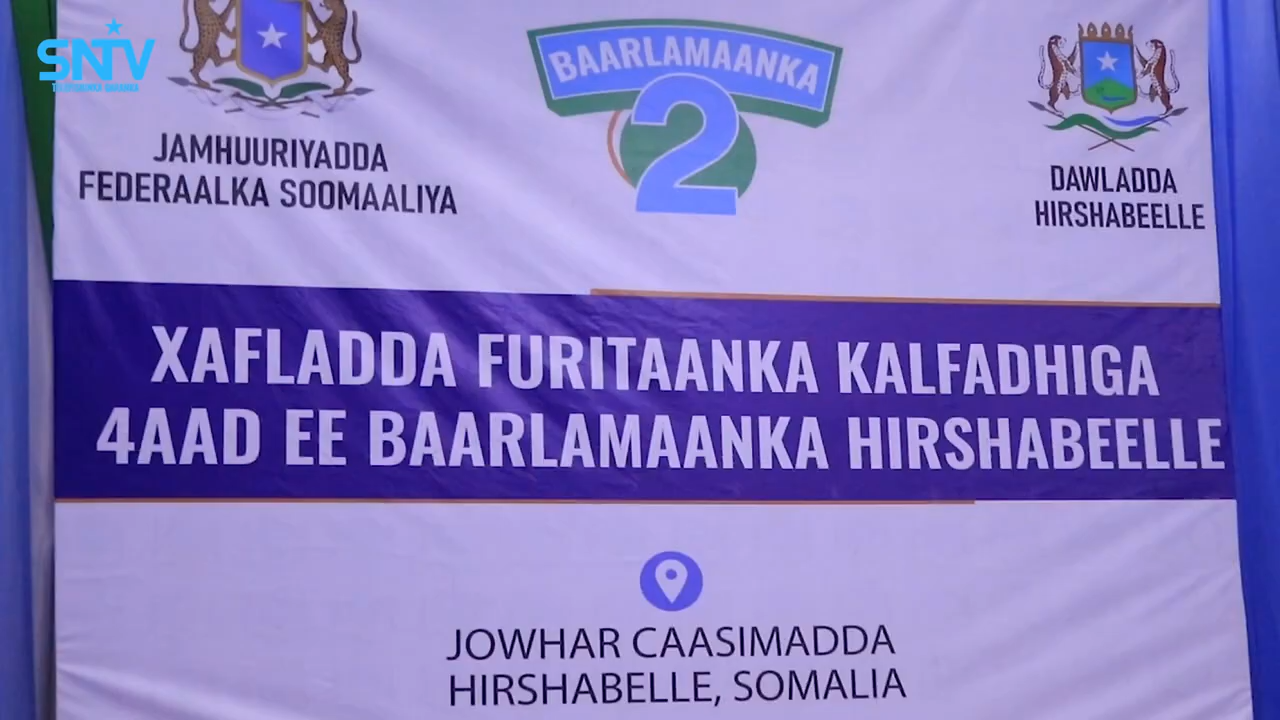 SNTV
BAARLAMAANKA
2
JAMHUURIYADDA
FEDERAALKA SOOMAALIYA
DAWLADDA
HIRSHABEELLE
XAFLADDA FURITAANKA KALFADHIGA
4AAD EE BAARLAMAANKA HIRSHABEELLE
JOWHAR CAASIMADDA
HIRSHABELLE, SOMALIA